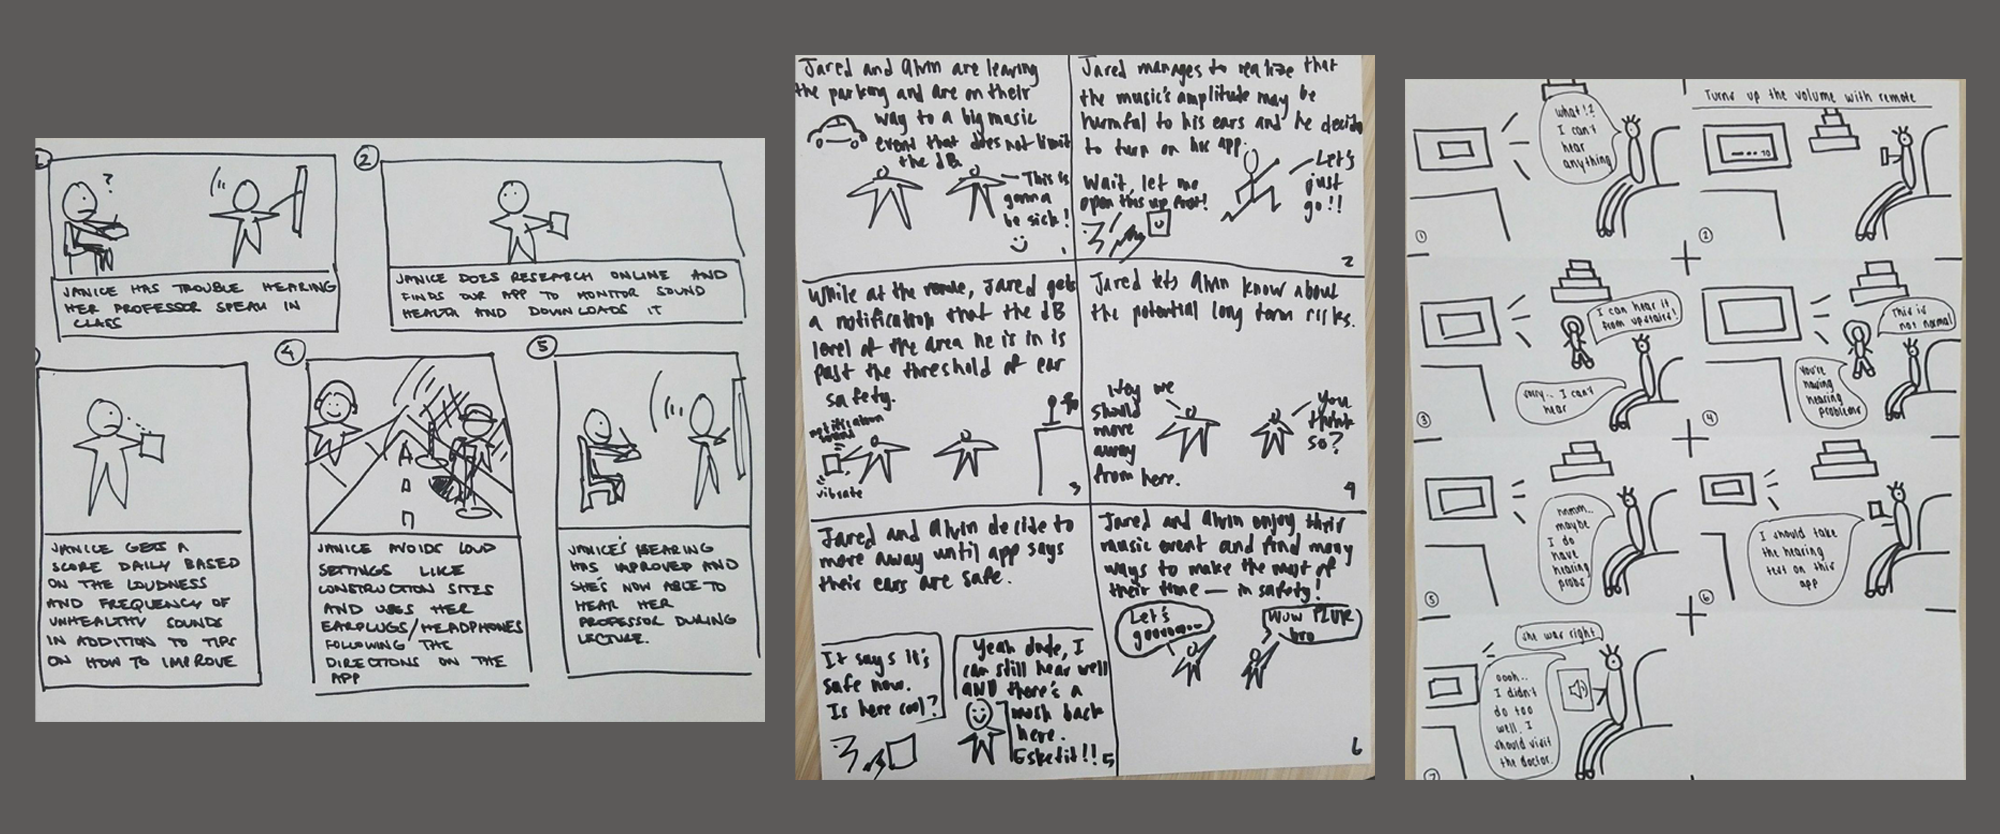 1
?
JANICE HAS TROUBLE HEARING
HER PROFESSOR SPEAK IN
CLASS
2
JANICE DOES RESEARCH ONLINE AND
FINDS OUR APP TO MONITOR SOUND
HEALTH AND DOWNLOADS IT
JANICE GETS A
SCORE DAILY BASED
ON THE LOUDNESS
AND FREQUENCY OF
UNHEALTHY SOUNDS
IN ADDITION TO TIPS
ON HOW TO IMPROVE
4
JANICE AVOIDS LOUD
SETTINGS LIKE
CONSTRUCTION SITES
AND USES HER
EARPLUGS/HEADPHONES
FOLLOWING THE
DIRECTIONS ON THE
APP
5
JANICE'S HEARING
HAS IMPROVED AND
SHE'S NOW ABLE TO
HEAR HER
PROFESSOR DURING
LECTURE.
Jared and Alvin are leaving
the parking and are on their
way to a big music
event that does not limit
the dB.
This is
gonna
be sick!
1
Jared manages to realize that
the music's amplitude may be
harmful to his ears and he decide
to turn on his app.
Wait, let me
open this up first!
Let's
just
go!!
2
While at the venue, Jared gets
a notification that the dB
level of the area he is in is
past the threshold of ear
safety.
notification
sound
vibrate
3
Jared lets Alvin know about
the potential long term risks.
Hey we
should
move
away
from here.
You
think
so?
4
Jared and Alvin decide to
move away until app says
their ears are safe.
It says it's
safe now.
Is here cool?
Yeah dude, I
can still hear well
AND there's a
mosh back
here.
Esketit!!
5
Jared and Alvin enjoy their
music event and find many
ways to make the most of
their time — in safety!
Let's
gooooooo
Wow PLUR
bro
6
what!?
I can't
hear
anything
1
Turns up the volume with remote
70
2
I can hear it
from upstairs!
sorry... I can't
hear
3
This is
not normal
You're
having
hearing
problems
4
hmmm...
maybe
I do
have
hearing
probs
5
I should take
the hearing
test on this
app
6
she was right
oooh..
I didn't
do too
well. I
should visit
the doctor.
7